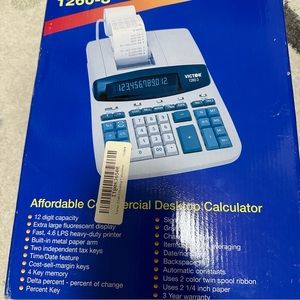 1260-3
123456789012
VICTOR
1260-3
Affordable Co ercial Desktop Calculator
• 12 digit capacity
• Extra large fluorescent display
• Fast, 4.6 LPS heavy-duty printer
• Built-in metal paper arm
• Two independent tax keys
• Time/Date feature
• Cost-sell-margin keys
• 4 Key memory
• Delta percent - percent of change
• Percent Key
• Backspace
• Automatic constants
• Uses 2 color twin spool ribbon
• Uses 2 1/4 inch paper
• 3 Year warranty